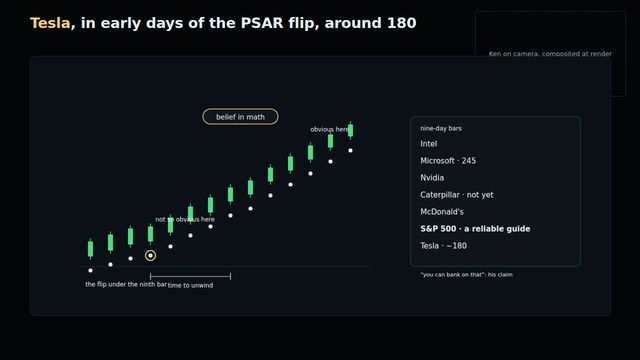 Tesla, in early days of the PSAR flip, around 180
Ken on camera, composited at render
belief in math
obvious here
not so obvious here
the flip under the ninth bar
time to unwind
nine-day bars
Intel
Microsoft · 245
Nvidia
Caterpillar · not yet
McDonald's
S&P 500 · a reliable guide
Tesla · ~180
"you can bank on that": his claim